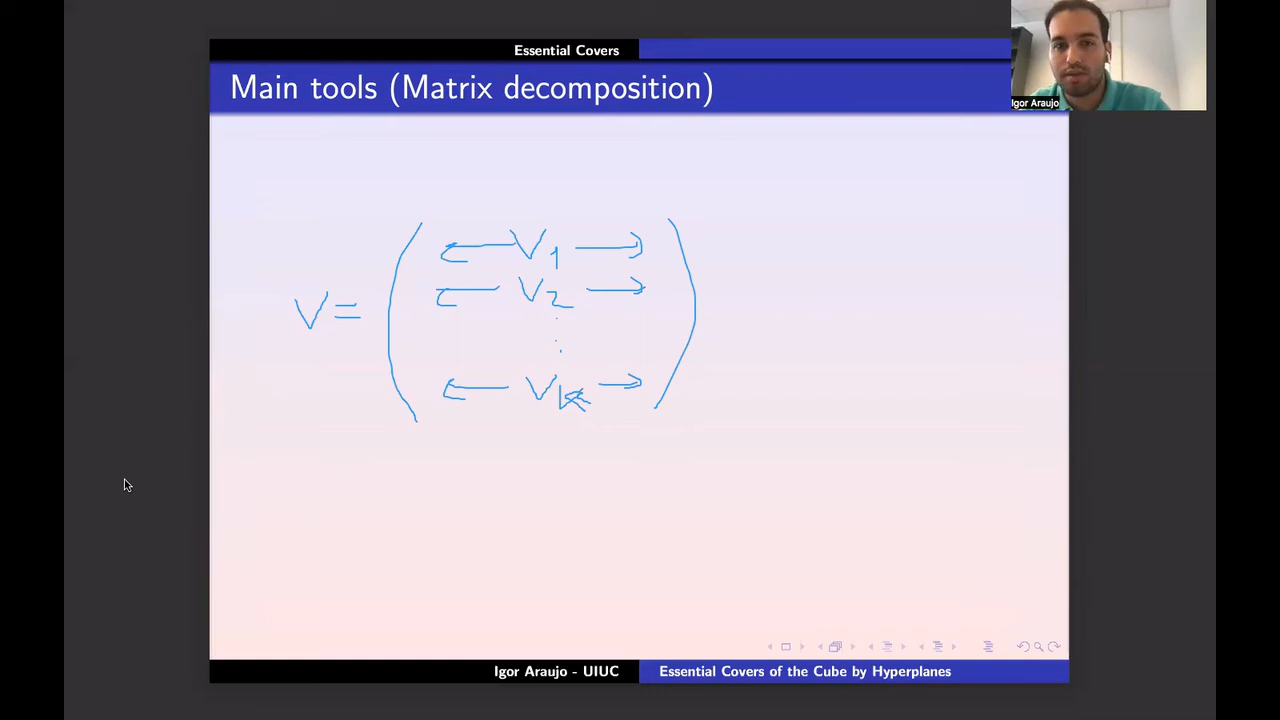 Essential Covers
Main tools (Matrix decomposition)
Igor Araujo
V1
V2
V=
Vk
Igor Araujo - UIUC Essential Covers of the Cube by Hyperplanes